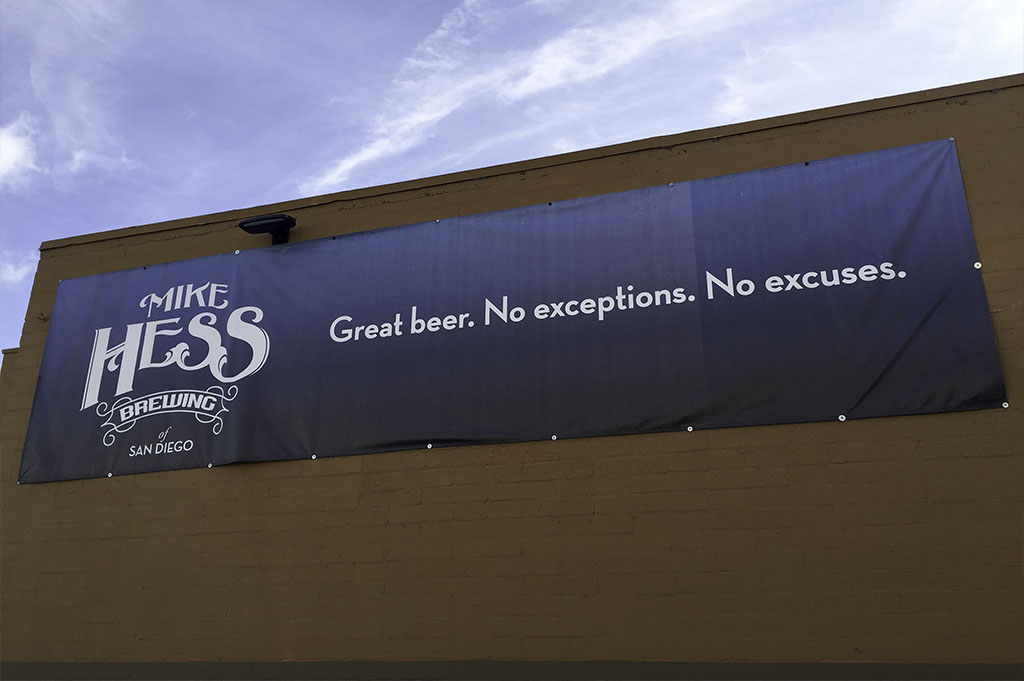 MIKE
HESS
BREWING
of
SAN DIEGO
Great beer. No exceptions. No excuses.